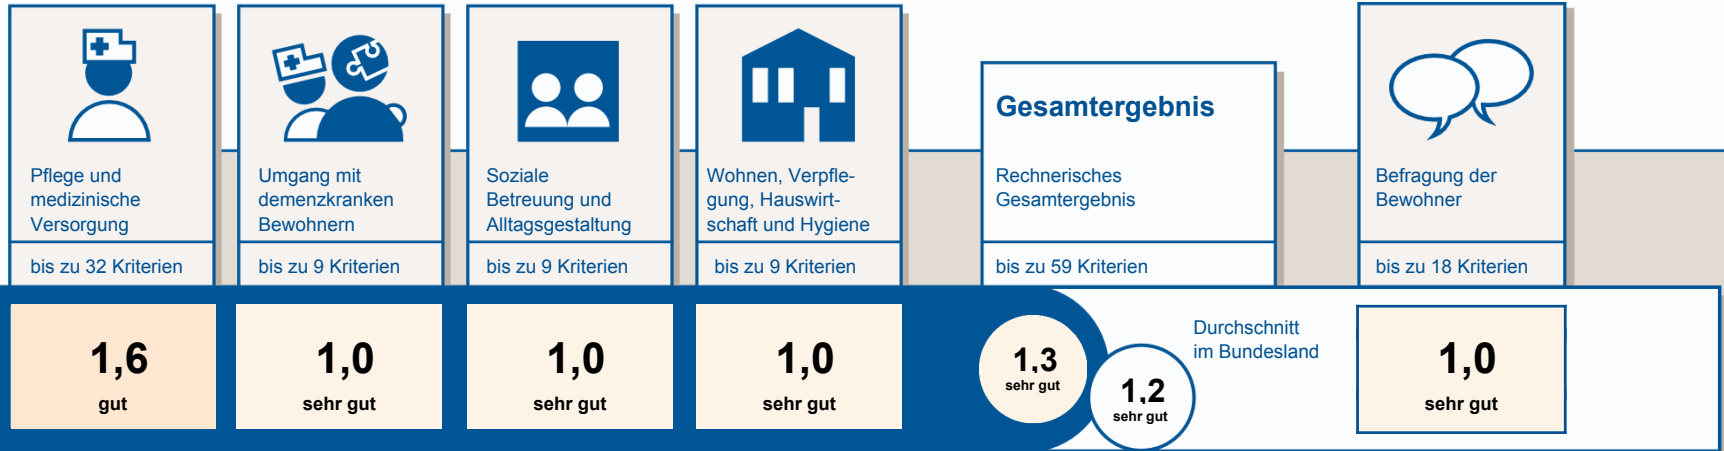 Pflege und
medizinische
Versorgung
bis zu 32 Kriterien
1,6
gut
Umgang mit
demenzkranken
Bewohnern
bis zu 9 Kriterien
1,0
sehr gut
Soziale
Betreuung und
Alltagsgestaltung
bis zu 9 Kriterien
1,0
sehr gut
Wohnen, Verpfle-
gung, Hauswirt-
schaft und Hygiene
bis zu 9 Kriterien
1,0
sehr gut
Gesamtergebnis
Rechnerisches
Gesamtergebnis
bis zu 59 Kriterien
1,3
sehr gut
1,2
sehr gut
Durchschnitt
im Bundesland
Befragung der
Bewohner
bis zu 18 Kriterien
1,0
sehr gut